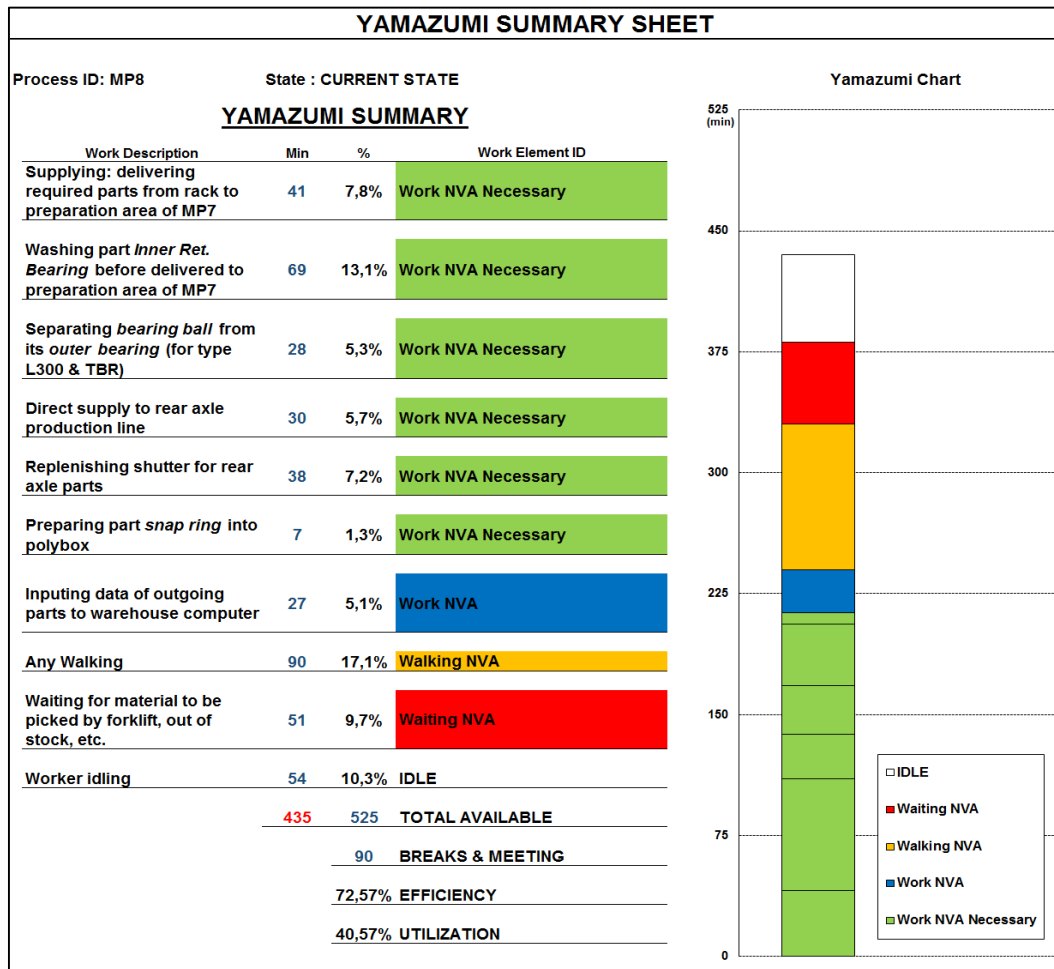 YAMAZUMI SUMMARY SHEET
Process ID: MP8
State : CURRENT STATE
YAMAZUMI SUMMARY
Work Description Min % Work Element ID
Supplying: delivering
required parts from rack to
preparation area of MP7
41 7,8% Work NVA Necessary
Washing part Inner Ret.
Bearing before delivered to
preparation area of MP7
69 13,1% Work NVA Necessary
Separating bearing ball from
its outer bearing (for type
L300 & TBR)
28 5,3% Work NVA Necessary
Direct supply to rear axle
production line
30 5,7% Work NVA Necessary
Replenishing shutter for rear
axle parts
38 7,2% Work NVA Necessary
Preparing part snap ring into
polybox
7 1,3% Work NVA Necessary
Inputing data of outgoing
parts to warehouse computer
27 5,1% Work NVA
Any Walking 90 17,1% Walking NVA
Waiting for material to be
picked by forklift, out of
stock, etc.
51 9,7% Waiting NVA
Worker idling 54 10,3% IDLE
435 525 TOTAL AVAILABLE
90 BREAKS & MEETING
72,57% EFFICIENCY
40,57% UTILIZATION
Yamazumi Chart
525
(min)
450
375
300
225
150
75
0
IDLE
Waiting NVA
Walking NVA
Work NVA
Work NVA Necessary